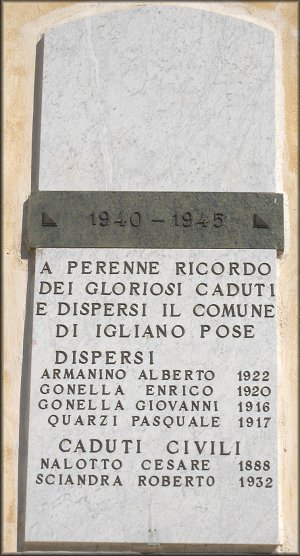 1940-1945
A PERENNE RICORDO
DEI GLORIOSI CADUTI
E DISPERSI IL COMUNE
DI IGLIANO POSE
DISPERSI
ARMANINO ALBERTO 1922
GONELLA ENRICO 1920
GONELLA GIOVANNI 1916
QUARZI PASQUALE 1917
CADUTI CIVILI
NALOTTO CESARE 1888
SCIANDRA ROBERTO 1932